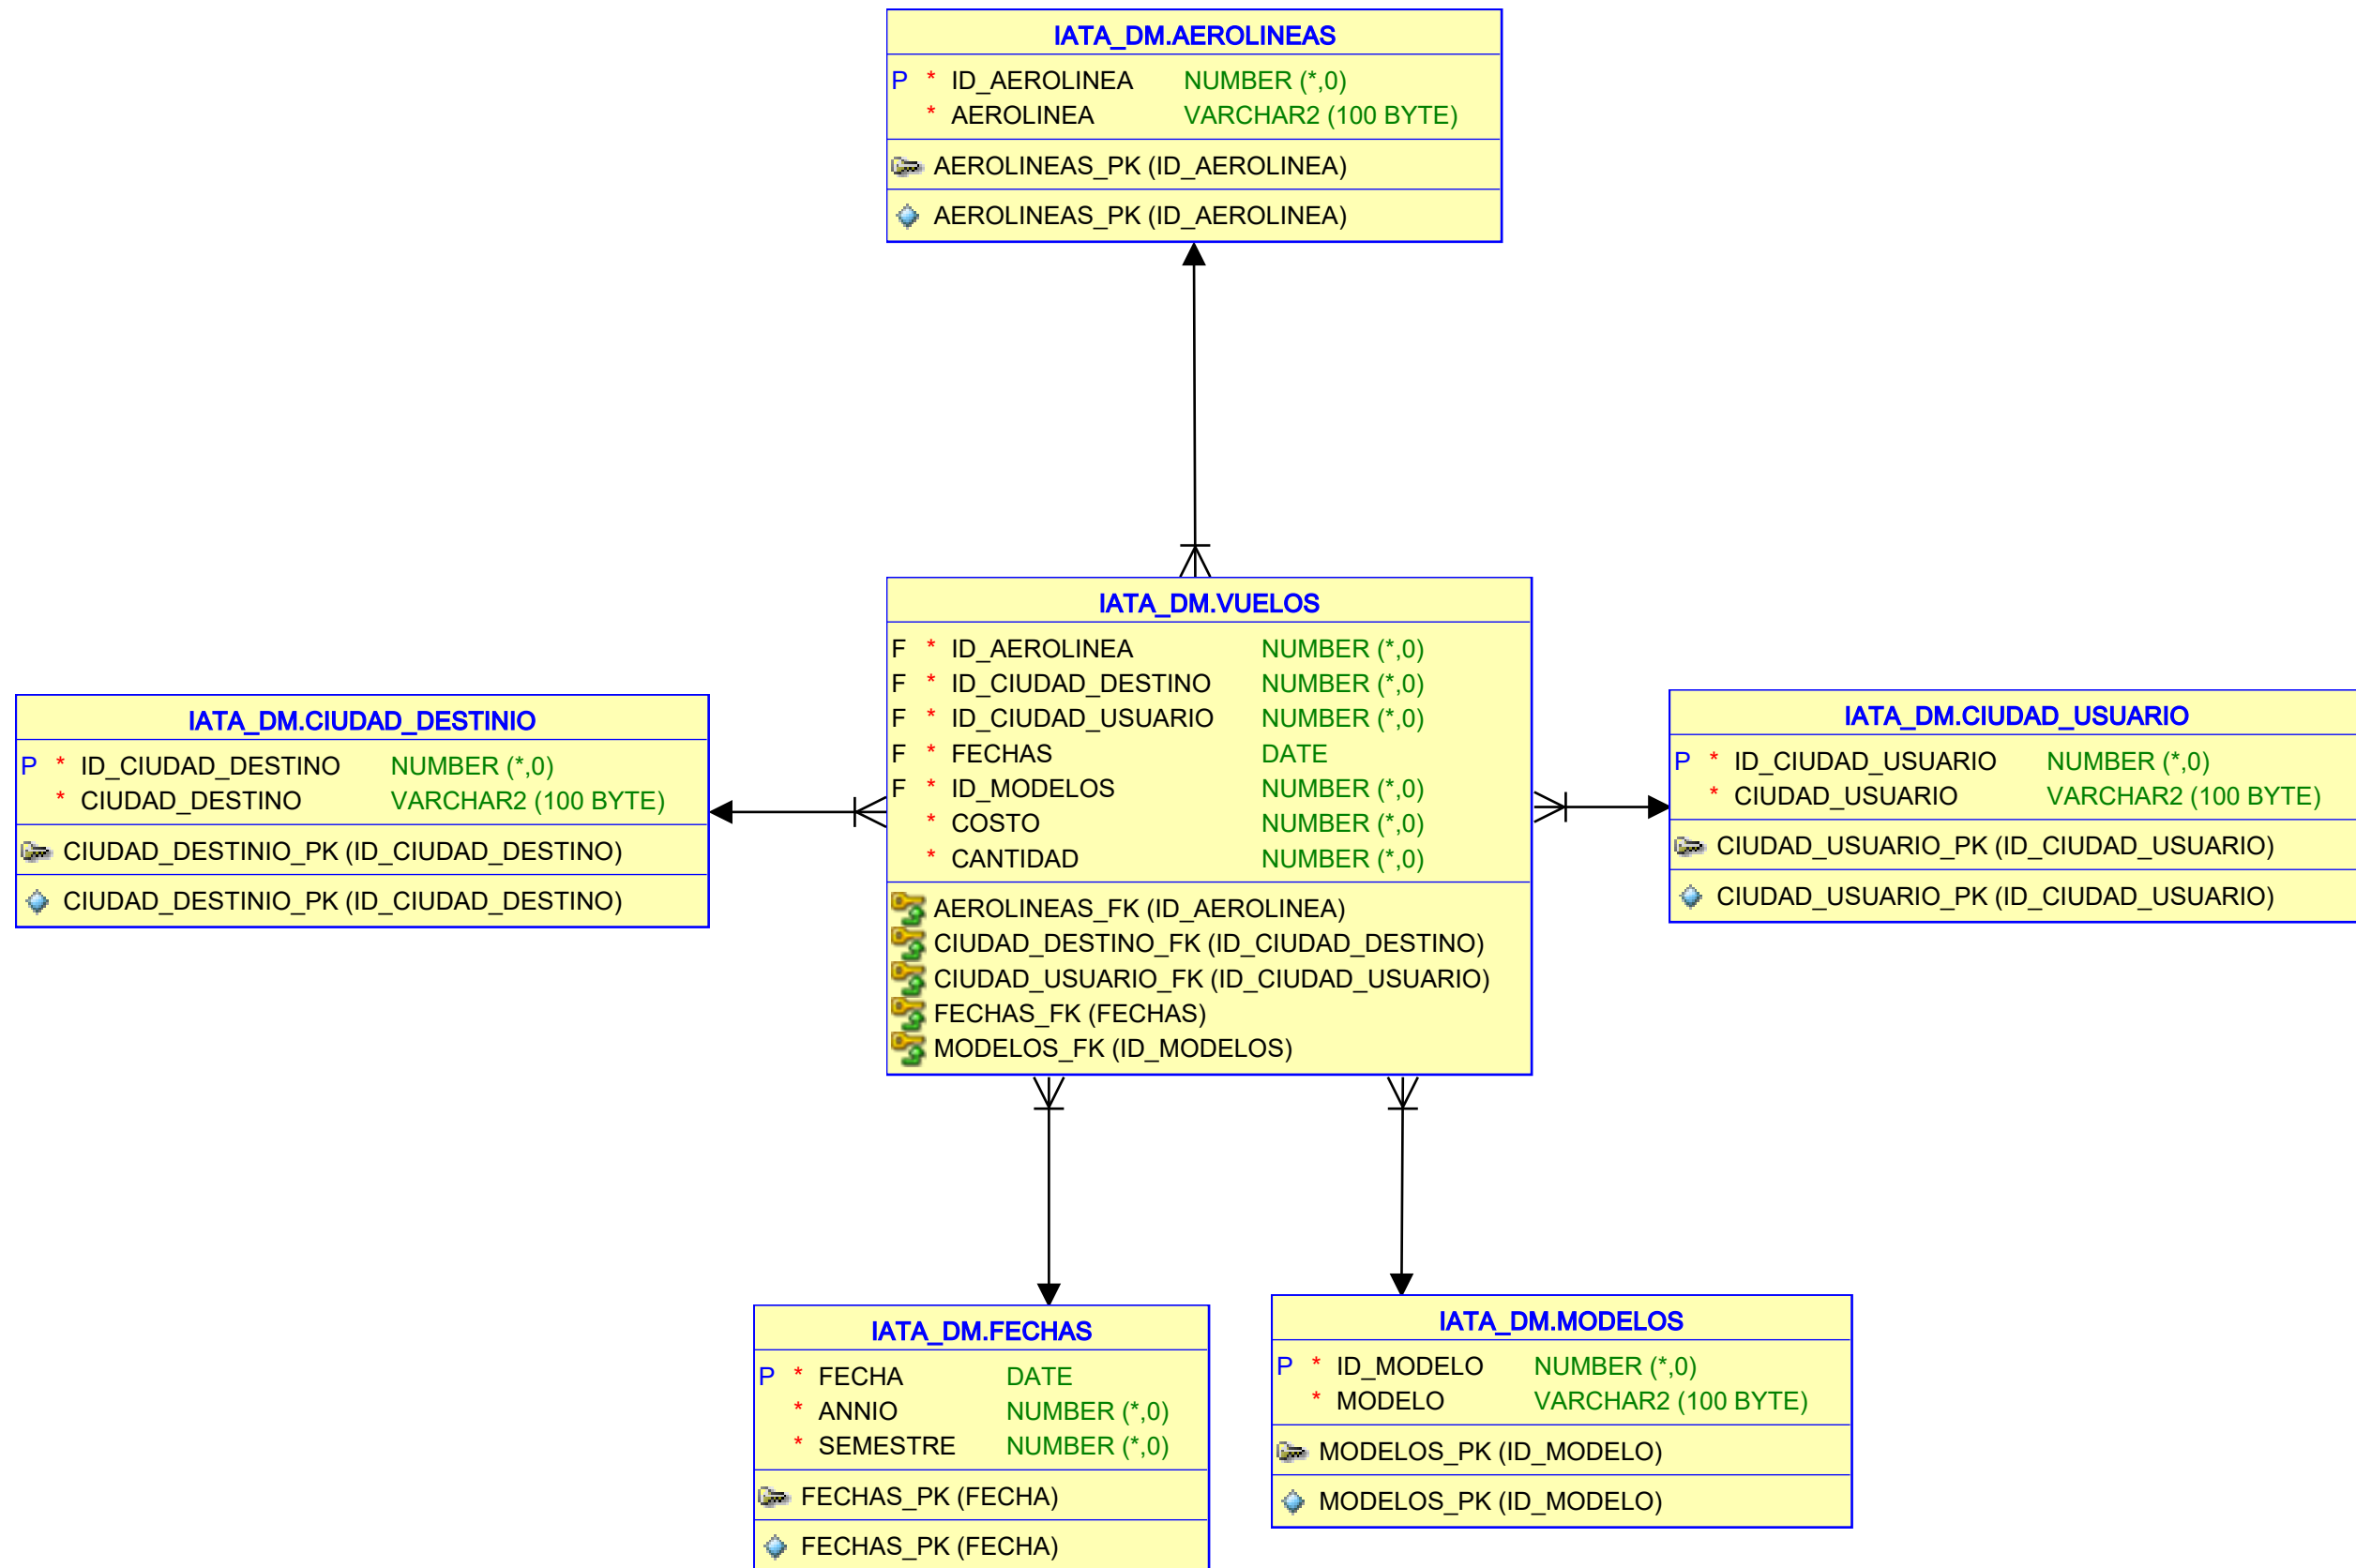 IATA_DM.AEROLINEAS
P * ID_AEROLINEA NUMBER (*,0)
* AEROLINEA VARCHAR2 (100 BYTE)
AEROLINEAS_PK (ID_AEROLINEA)
AEROLINEAS_PK (ID_AEROLINEA)
IATA_DM.VUELOS
F * ID_AEROLINEA NUMBER (*,0)
F * ID_CIUDAD_DESTINO NUMBER (*,0)
F * ID_CIUDAD_USUARIO NUMBER (*,0)
F * FECHAS DATE
F * ID_MODELOS NUMBER (*,0)
* COSTO NUMBER (*,0)
* CANTIDAD NUMBER (*,0)
AEROLINEAS_FK (ID_AEROLINEA)
CIUDAD_DESTINO_FK (ID_CIUDAD_DESTINO)
CIUDAD_USUARIO_FK (ID_CIUDAD_USUARIO)
FECHAS_FK (FECHAS)
MODELOS_FK (ID_MODELOS)
IATA_DM.CIUDAD_DESTINIO
P * ID_CIUDAD_DESTINO NUMBER (*,0)
* CIUDAD_DESTINO VARCHAR2 (100 BYTE)
CIUDAD_DESTINIO_PK (ID_CIUDAD_DESTINO)
CIUDAD_DESTINIO_PK (ID_CIUDAD_DESTINO)
IATA_DM.CIUDAD_USUARIO
P * ID_CIUDAD_USUARIO NUMBER (*,0)
* CIUDAD_USUARIO VARCHAR2 (100 BYTE)
CIUDAD_USUARIO_PK (ID_CIUDAD_USUARIO)
CIUDAD_USUARIO_PK (ID_CIUDAD_USUARIO)
IATA_DM.FECHAS
P * FECHA DATE
* ANNIO NUMBER (*,0)
* SEMESTRE NUMBER (*,0)
FECHAS_PK (FECHA)
FECHAS_PK (FECHA)
IATA_DM.MODELOS
P * ID_MODELO NUMBER (*,0)
* MODELO VARCHAR2 (100 BYTE)
MODELOS_PK (ID_MODELO)
MODELOS_PK (ID_MODELO)